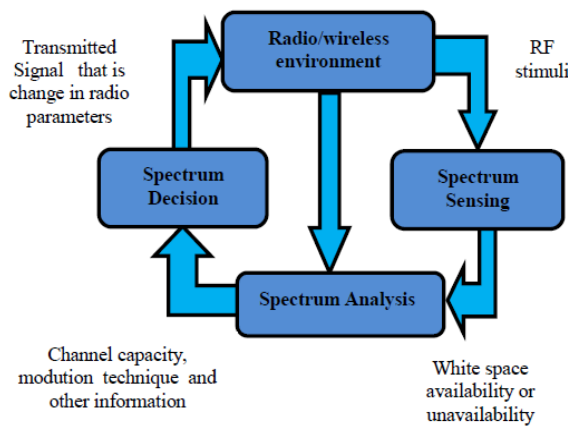 Transmitted
Signal that is
change in radio
parameters
Radio/wireless
environment
RF
stimuli
Spectrum
Decision
Spectrum
Sensing
Spectrum Analysis
Channel capacity,
modution technique and
other information
White space
availability or
unavailability